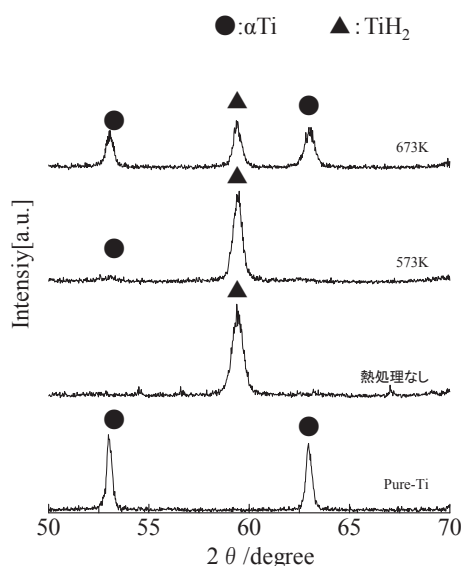 ●:αTi ▲:TiH2
673K
573K
熱処理なし
Pure-Ti
Intensiy[a.u.]
50 55 60 65 70
2 θ /degree